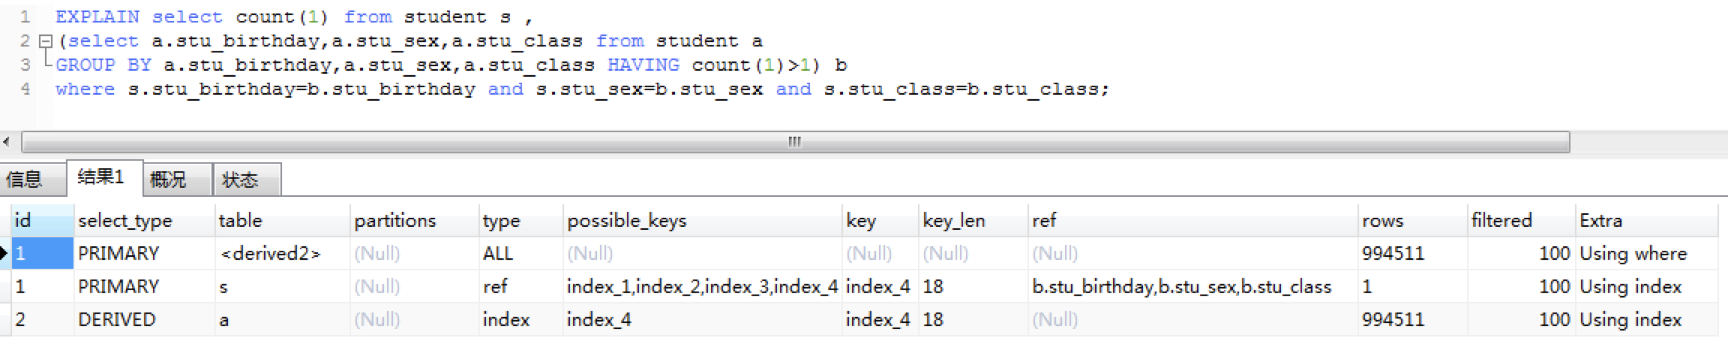 1 EXPLAIN select count(1) from student s ,
2 (select a.stu_birthday,a.stu_sex,a.stu_class from student a
3 GROUP BY a.stu_birthday,a.stu_sex,a.stu_class HAVING count(1)>1) b
4 where s.stu_birthday=b.stu_birthday and s.stu_sex=b.stu_sex and s.stu_class=b.stu_class;
信息 结果1 概况 状态
id select_type table partitions type possible_keys key key_len ref rows filtered Extra
1 PRIMARY <derived2> (Null) ALL (Null) (Null) (Null) (Null) 994511 100 Using where
1 PRIMARY s (Null) ref index_1,index_2,index_3,index_4 index_4 18 b.stu_birthday,b.stu_sex,b.stu_class 1 100 Using index
2 DERIVED a (Null) index index_4 index_4 18 (Null) 994511 100 Using index